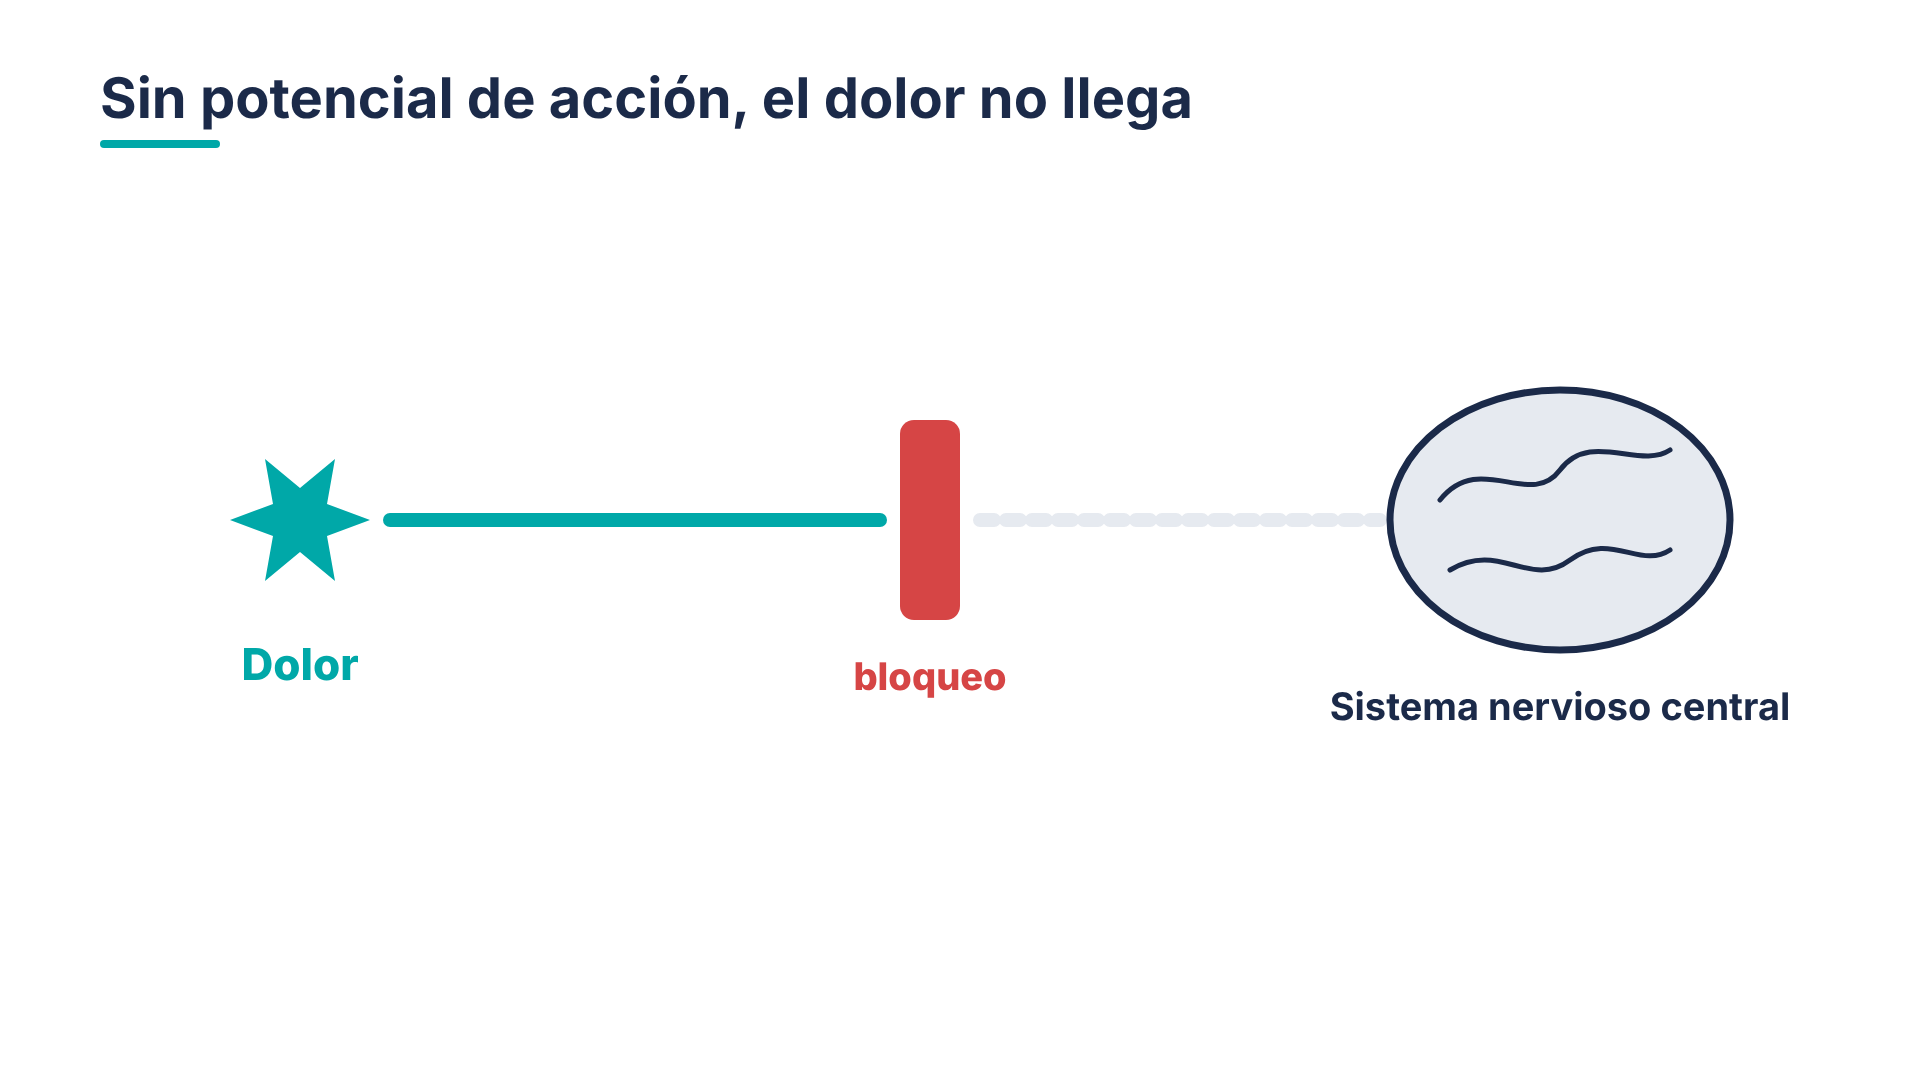 Sin potencial de acción, el dolor no llega
Dolor
bloqueo
Sistema nervioso central